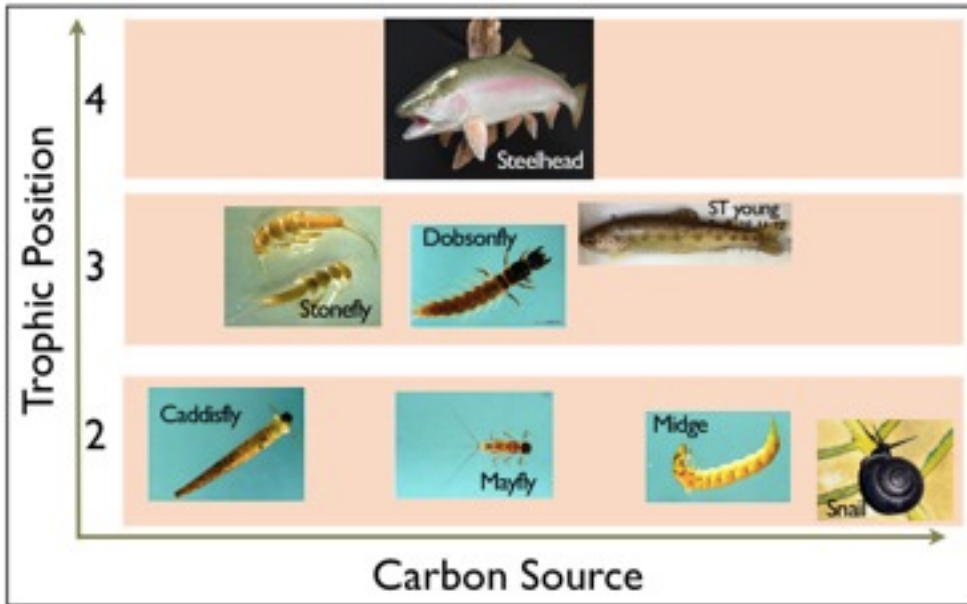 Trophic Position
4
Steelhead
3
Stonefly
Dobsonfly
ST young
2
Caddisfly
Mayfly
Midge
Snail
Carbon Source